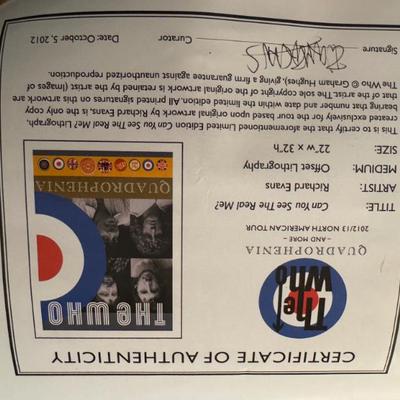 CERTIFICATE OF AUTHENTICITY
The Who
QUADROPHENIA
– AND MORE –
2012/13 NORTH AMERICAN TOUR
THE WHO
QUADROPHENIA
TITLE: Can You See The Real Me?
ARTIST: Richard Evans
MEDIUM: Offset Lithography
SIZE: 22"w × 32"h
This is to certify that the aforementioned Limited Edition Can You See The Real Me? Lithograph,
created exclusively for the tour based upon original artwork by Richard Evans, is the only copy
bearing that number and date within the limited edition. All printed signatures on this artwork are
that of the artist. The sole copyright of the original artwork is retained by the artist (images of
The Who © Graham Hughes), giving a firm guarantee against unauthorized reproduction.
Signature
Curator
Date: October 5, 2012